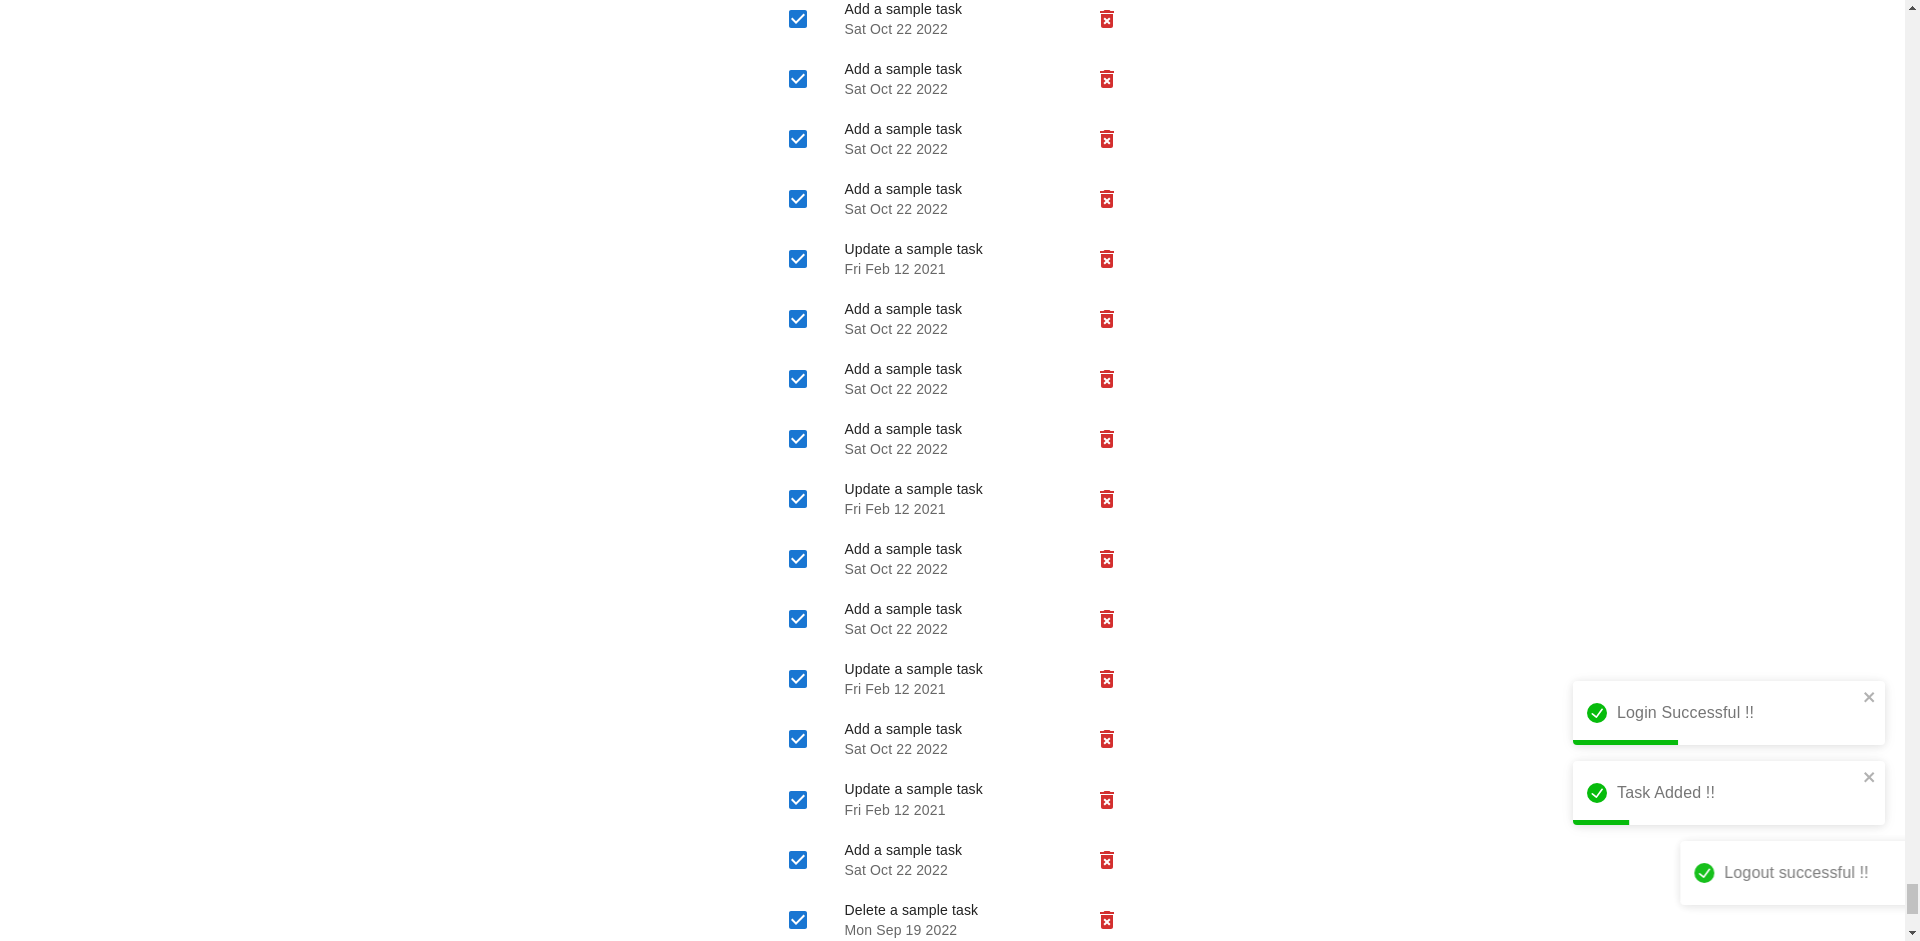 Add a sample task
Sat Oct 22 2022
Add a sample task
Sat Oct 22 2022
Add a sample task
Sat Oct 22 2022
Add a sample task
Sat Oct 22 2022
Update a sample task
Fri Feb 12 2021
Add a sample task
Sat Oct 22 2022
Add a sample task
Sat Oct 22 2022
Add a sample task
Sat Oct 22 2022
Update a sample task
Fri Feb 12 2021
Add a sample task
Sat Oct 22 2022
Add a sample task
Sat Oct 22 2022
Update a sample task
Fri Feb 12 2021
Add a sample task
Sat Oct 22 2022
Update a sample task
Fri Feb 12 2021
Add a sample task
Sat Oct 22 2022
Delete a sample task
Mon Sep 19 2022
Login Successful !!
Task Added !!
Logout successful !!